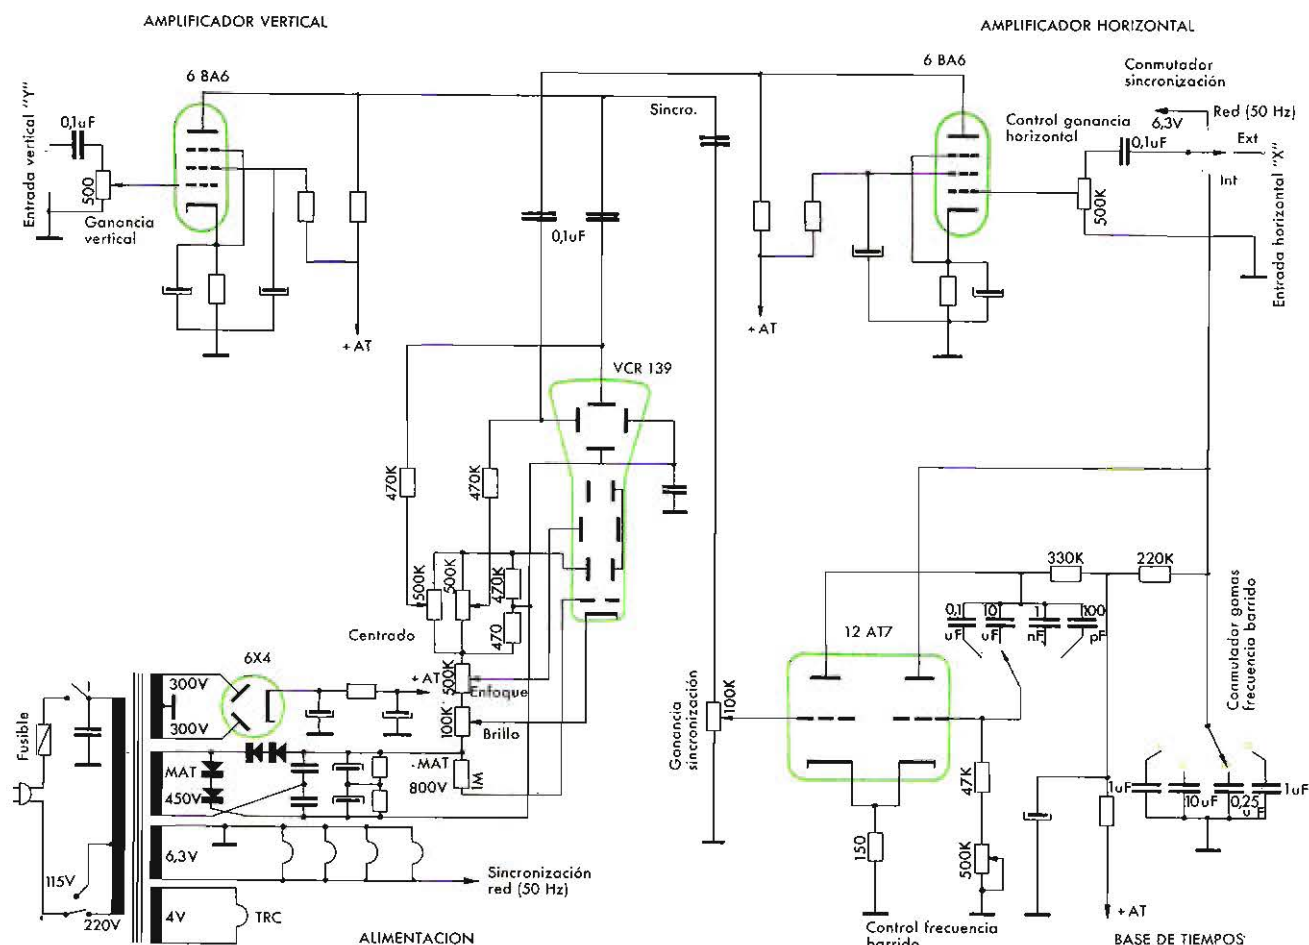 AMPLIFICADOR VERTICAL
AMPLIFICADOR HORIZONTAL
6 BA6
6 BA6
Conmutador
sincronización
Red (50 Hz)
6,3V
Control ganancia
horizontal
0,1uF
Ext
Int
500K
Entrada horizontal "X"
Entrada vertical "Y"
0,1uF
500
Ganancia
vertical
Sincro.
0,1uF
+ AT
+ AT
VCR 139
470K
470K
500K
500K
470K
470
Centrado
6X4
+ AT
500K
Enfoque
100K
Brillo
300V
300V
Fusible
MAT
450V
- MAT
800V
1M
6,3V
Sincronización
red (50 Hz)
115V
220V
4V
TRC
ALIMENTACION
Ganancia
sincronización
100K
12 AT7
330K
220K
0,1
uF
10
uF
1
nF
100
pF
Conmutador gamas
frecuencia barrido
47K
500K
150
1uF
10uF
0,25
uF
1uF
+ AT
Control frecuencia
barrido
BASE DE TIEMPOS